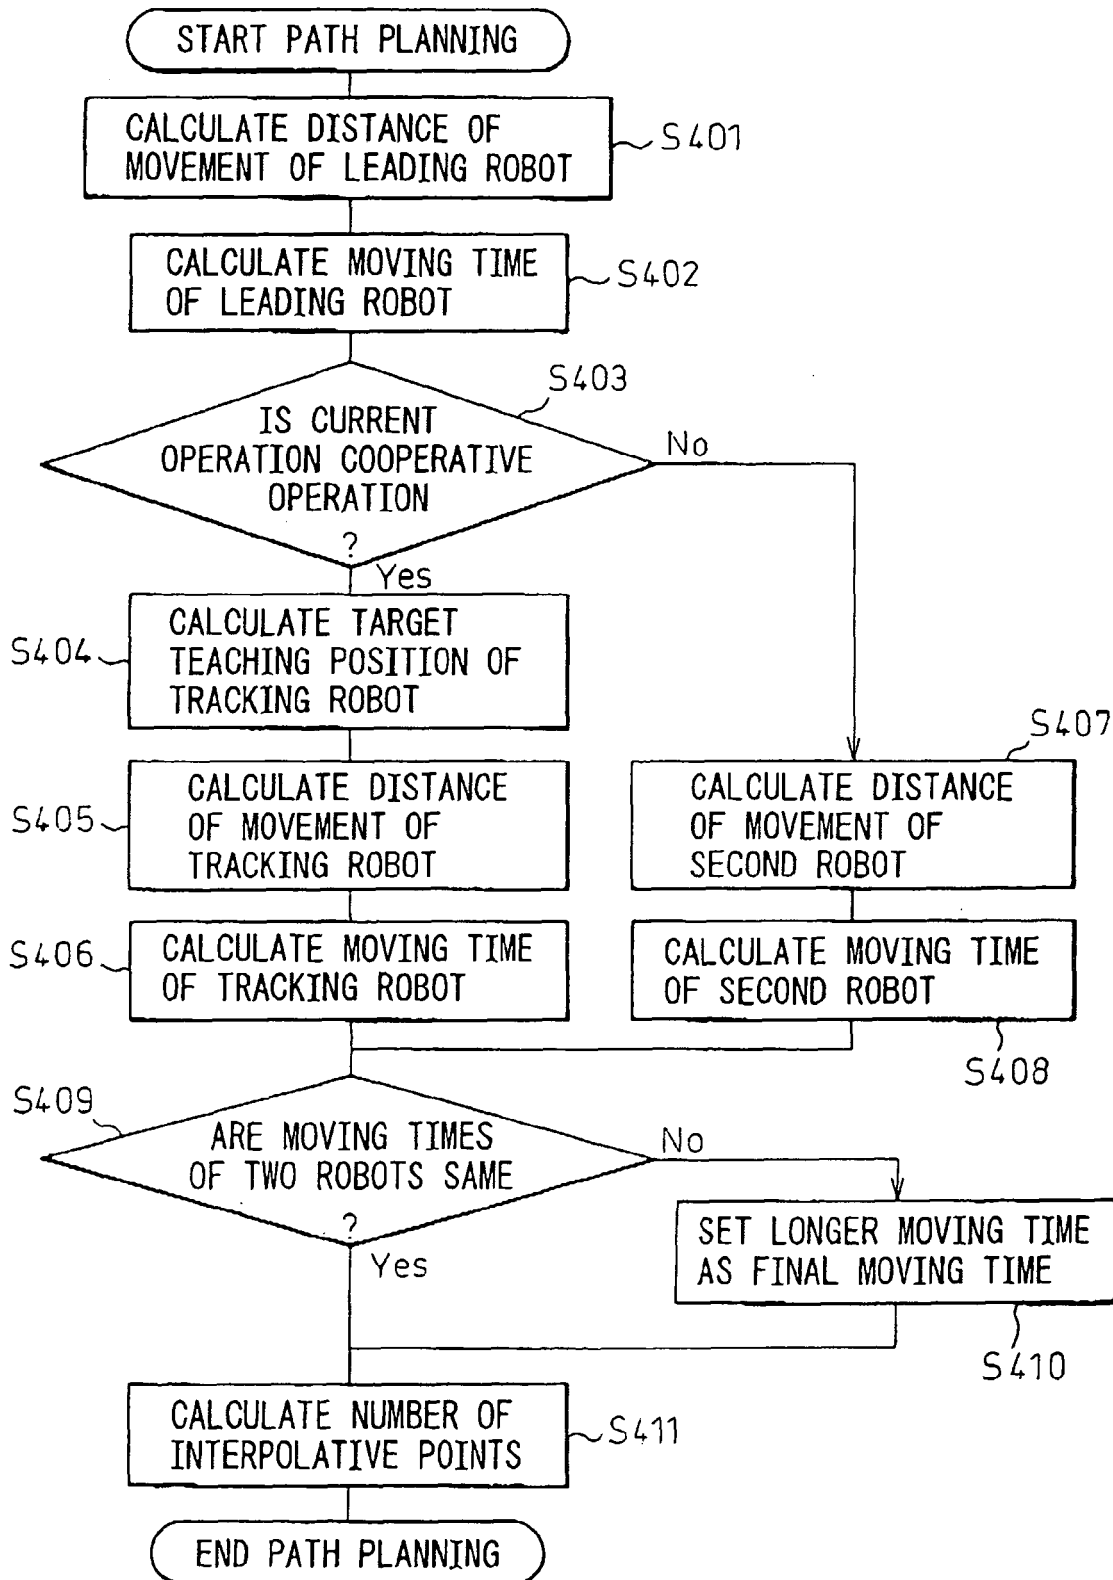 START PATH PLANNING
CALCULATE DISTANCE OF
MOVEMENT OF LEADING ROBOT
S401
CALCULATE MOVING TIME
OF LEADING ROBOT
S402
S403
IS CURRENT
OPERATION COOPERATIVE
OPERATION
?
No
Yes
S404
CALCULATE TARGET
TEACHING POSITION OF
TRACKING ROBOT
S405
CALCULATE DISTANCE
OF MOVEMENT OF
TRACKING ROBOT
S406
CALCULATE MOVING TIME
OF TRACKING ROBOT
S407
CALCULATE DISTANCE
OF MOVEMENT OF
SECOND ROBOT
CALCULATE MOVING TIME
OF SECOND ROBOT
S408
S409
ARE MOVING TIMES
OF TWO ROBOTS SAME
?
No
Yes
SET LONGER MOVING TIME
AS FINAL MOVING TIME
S410
CALCULATE NUMBER OF
INTERPOLATIVE POINTS
S411
END PATH PLANNING